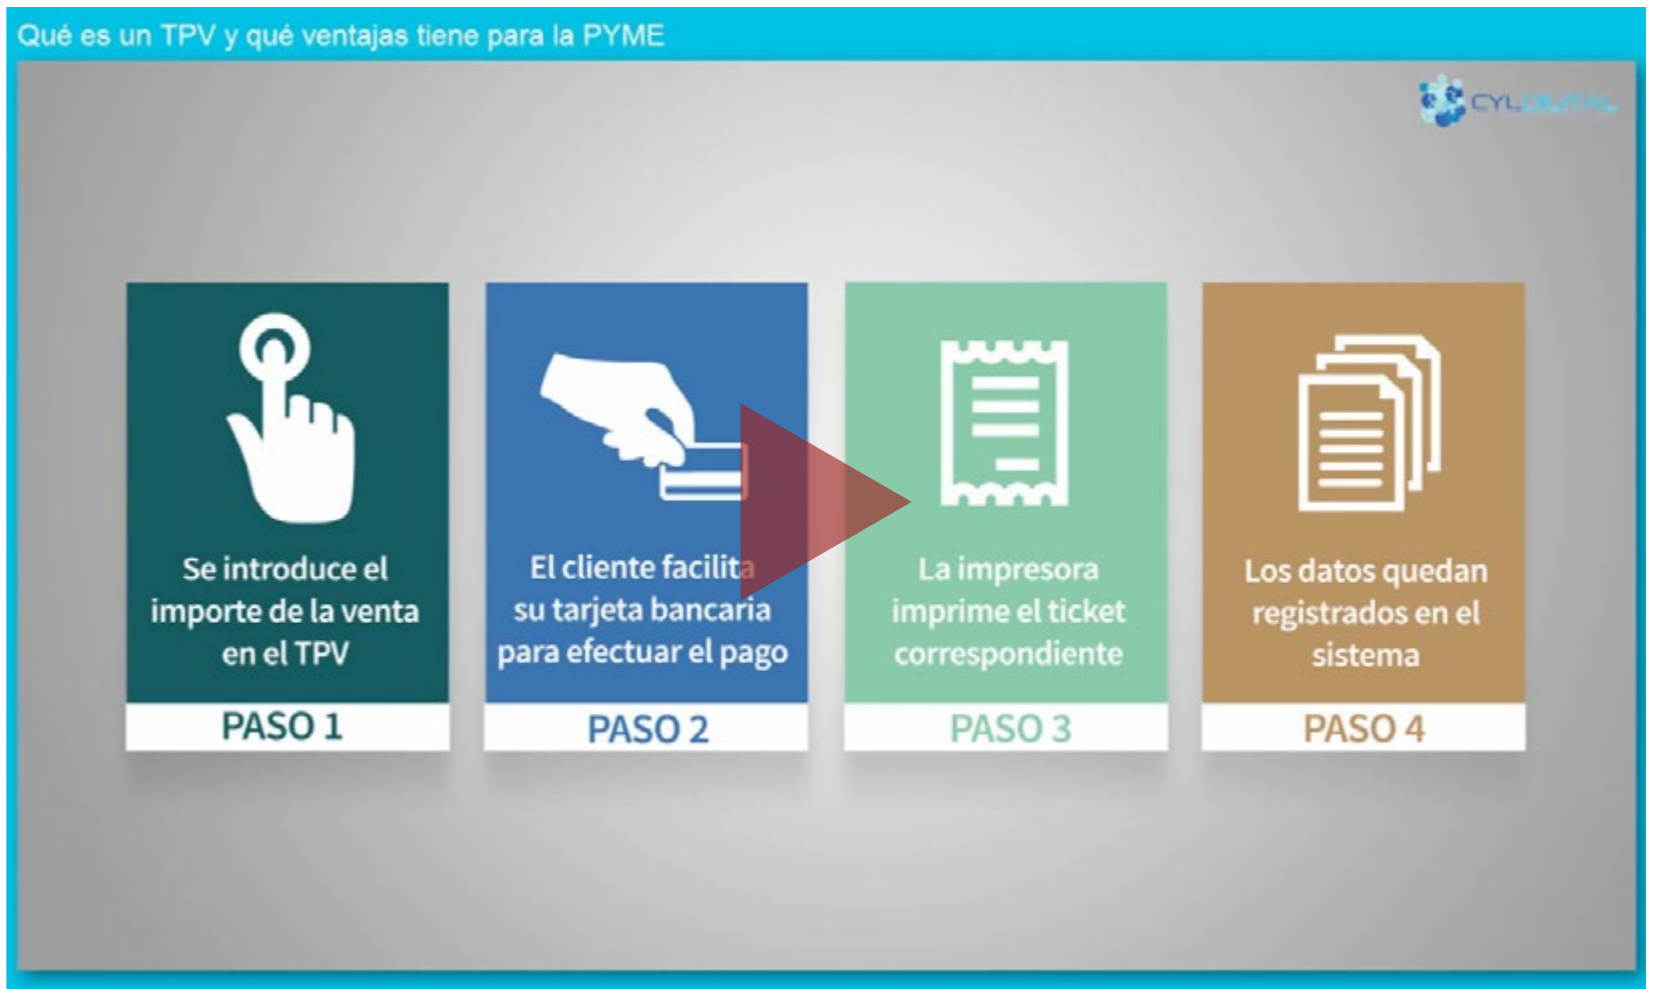 Qué es un TPV y qué ventajas tiene para la PYME
CYLDIGITAL
Se introduce el
importe de la venta
en el TPV
PASO 1
El cliente facilita
su tarjeta bancaria
para efectuar el pago
PASO 2
La impresora
imprime el ticket
correspondiente
PASO 3
Los datos quedan
registrados en el
sistema
PASO 4